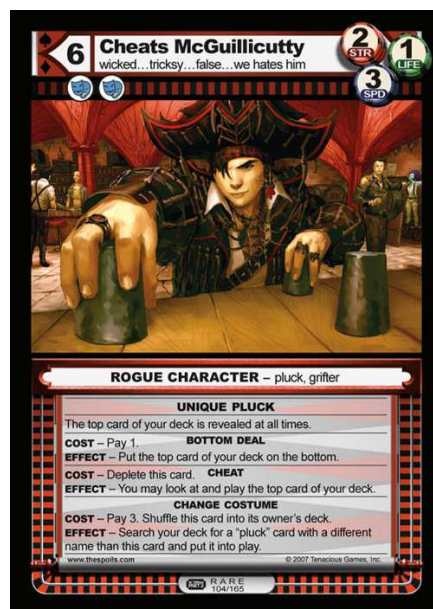 6
Cheats McGuillicutty
wicked...tricksy...false...we hates him
2
STR
1
LIFE
3
SPD
ROGUE CHARACTER – pluck, grifter
UNIQUE PLUCK
The top card of your deck is revealed at all times.
BOTTOM DEAL
COST – Pay 1.
EFFECT – Put the top card of your deck on the bottom.
CHEAT
COST – Deplete this card.
EFFECT – You may look at and play the top card of your deck.
CHANGE COSTUME
COST – Pay 3. Shuffle this card into its owner's deck.
EFFECT – Search your deck for a "pluck" card with a different
name than this card and put it into play.
www.thespoils.com © 2007 Tenacious Games, Inc.
RARE
104/165